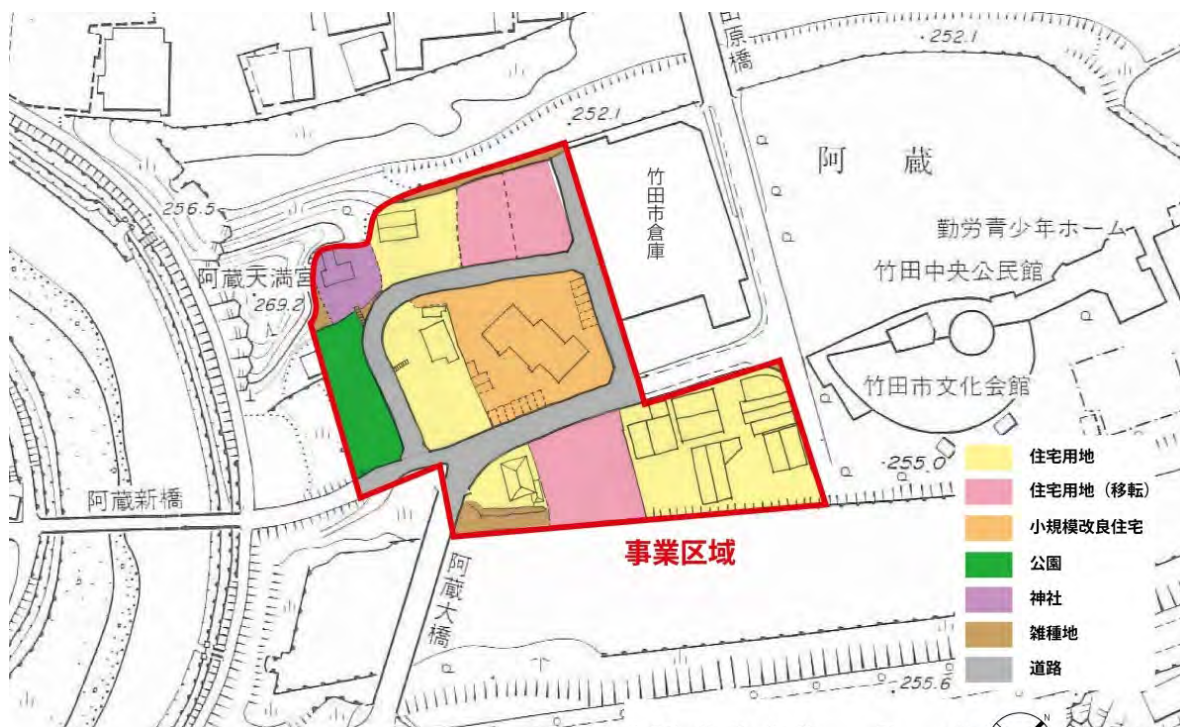 252.1
252.1
竹田市倉庫
阿蔵
勤労青少年ホーム
竹田中央公民館
256.5
阿蔵天満宮
269.2
竹田市文化会館
255.0
阿蔵新橋
阿蔵大橋
事業区域
住宅用地
住宅用地（移転）
小規模改良住宅
公園
神社
雑種地
道路
255.6
N